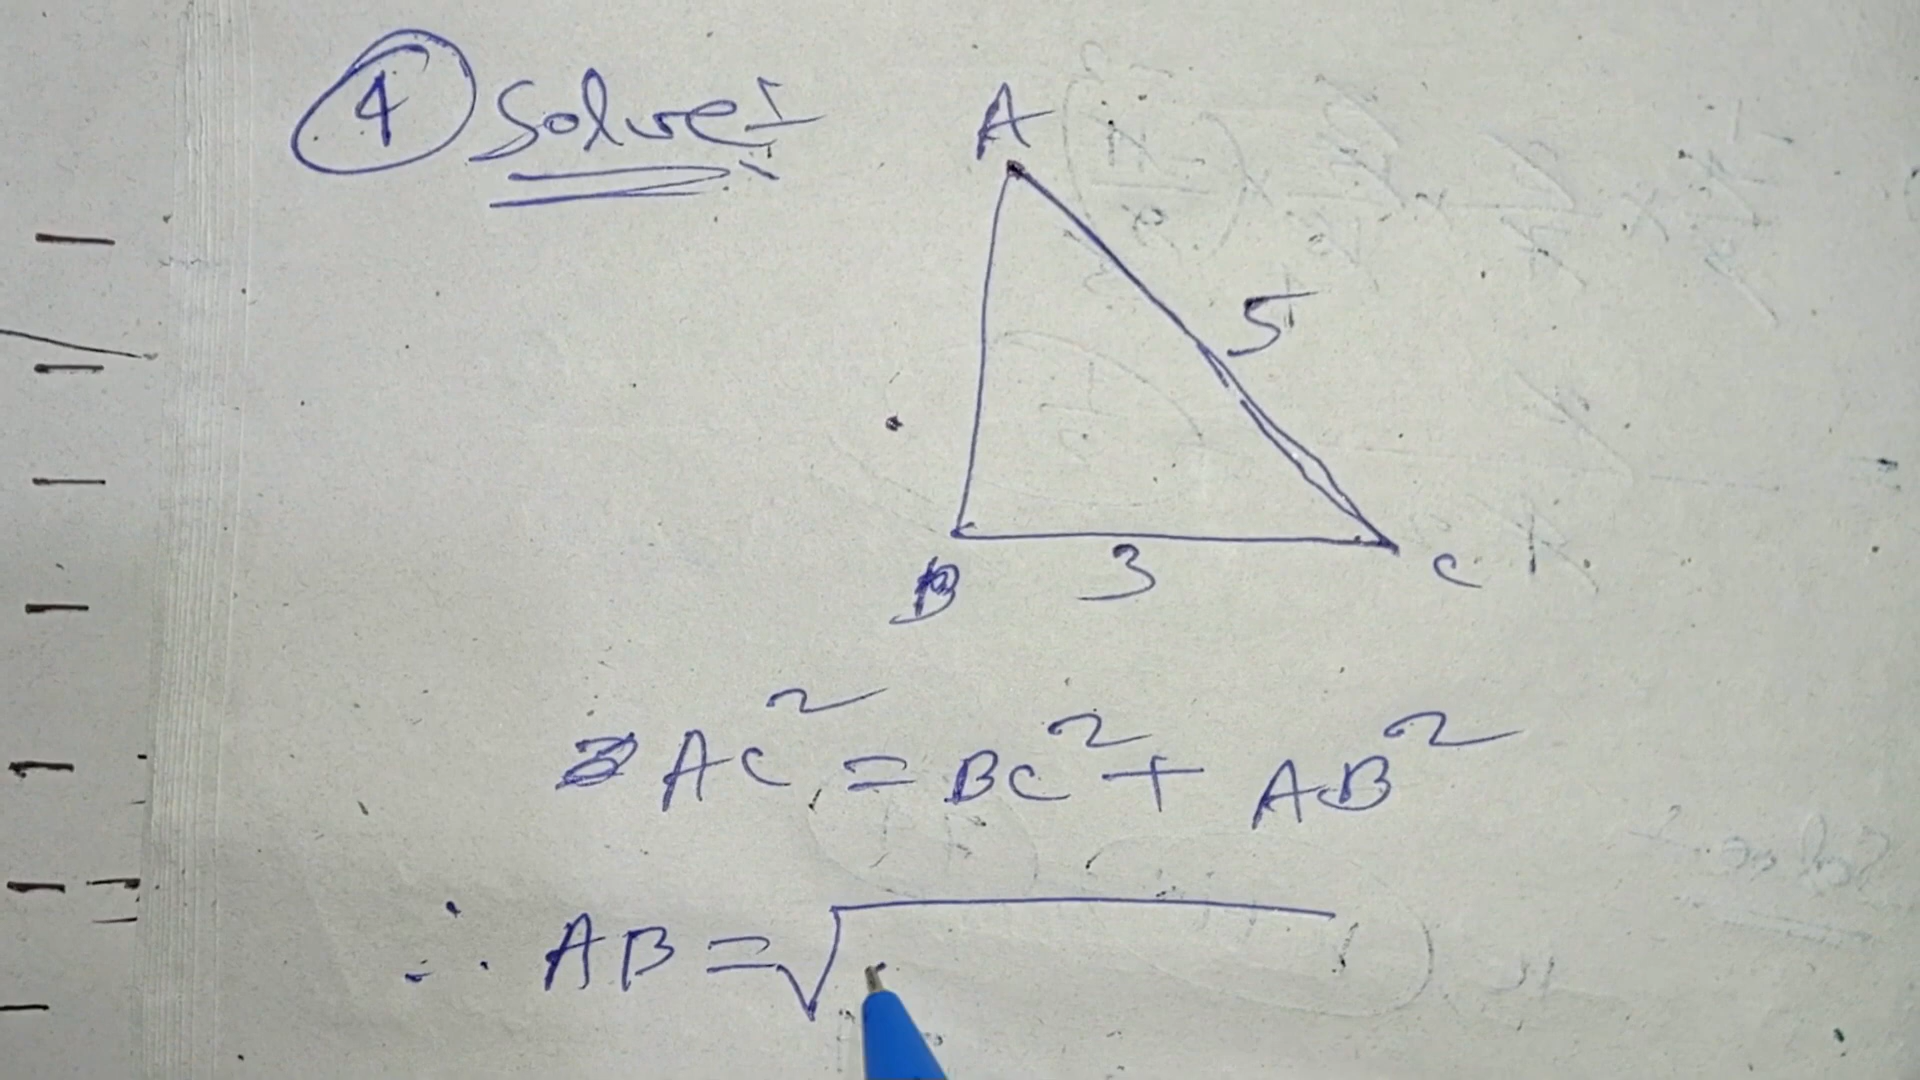 ④ Solve:-
A
5
B 3 C
AC² = BC² + AB²
∴ AB = √